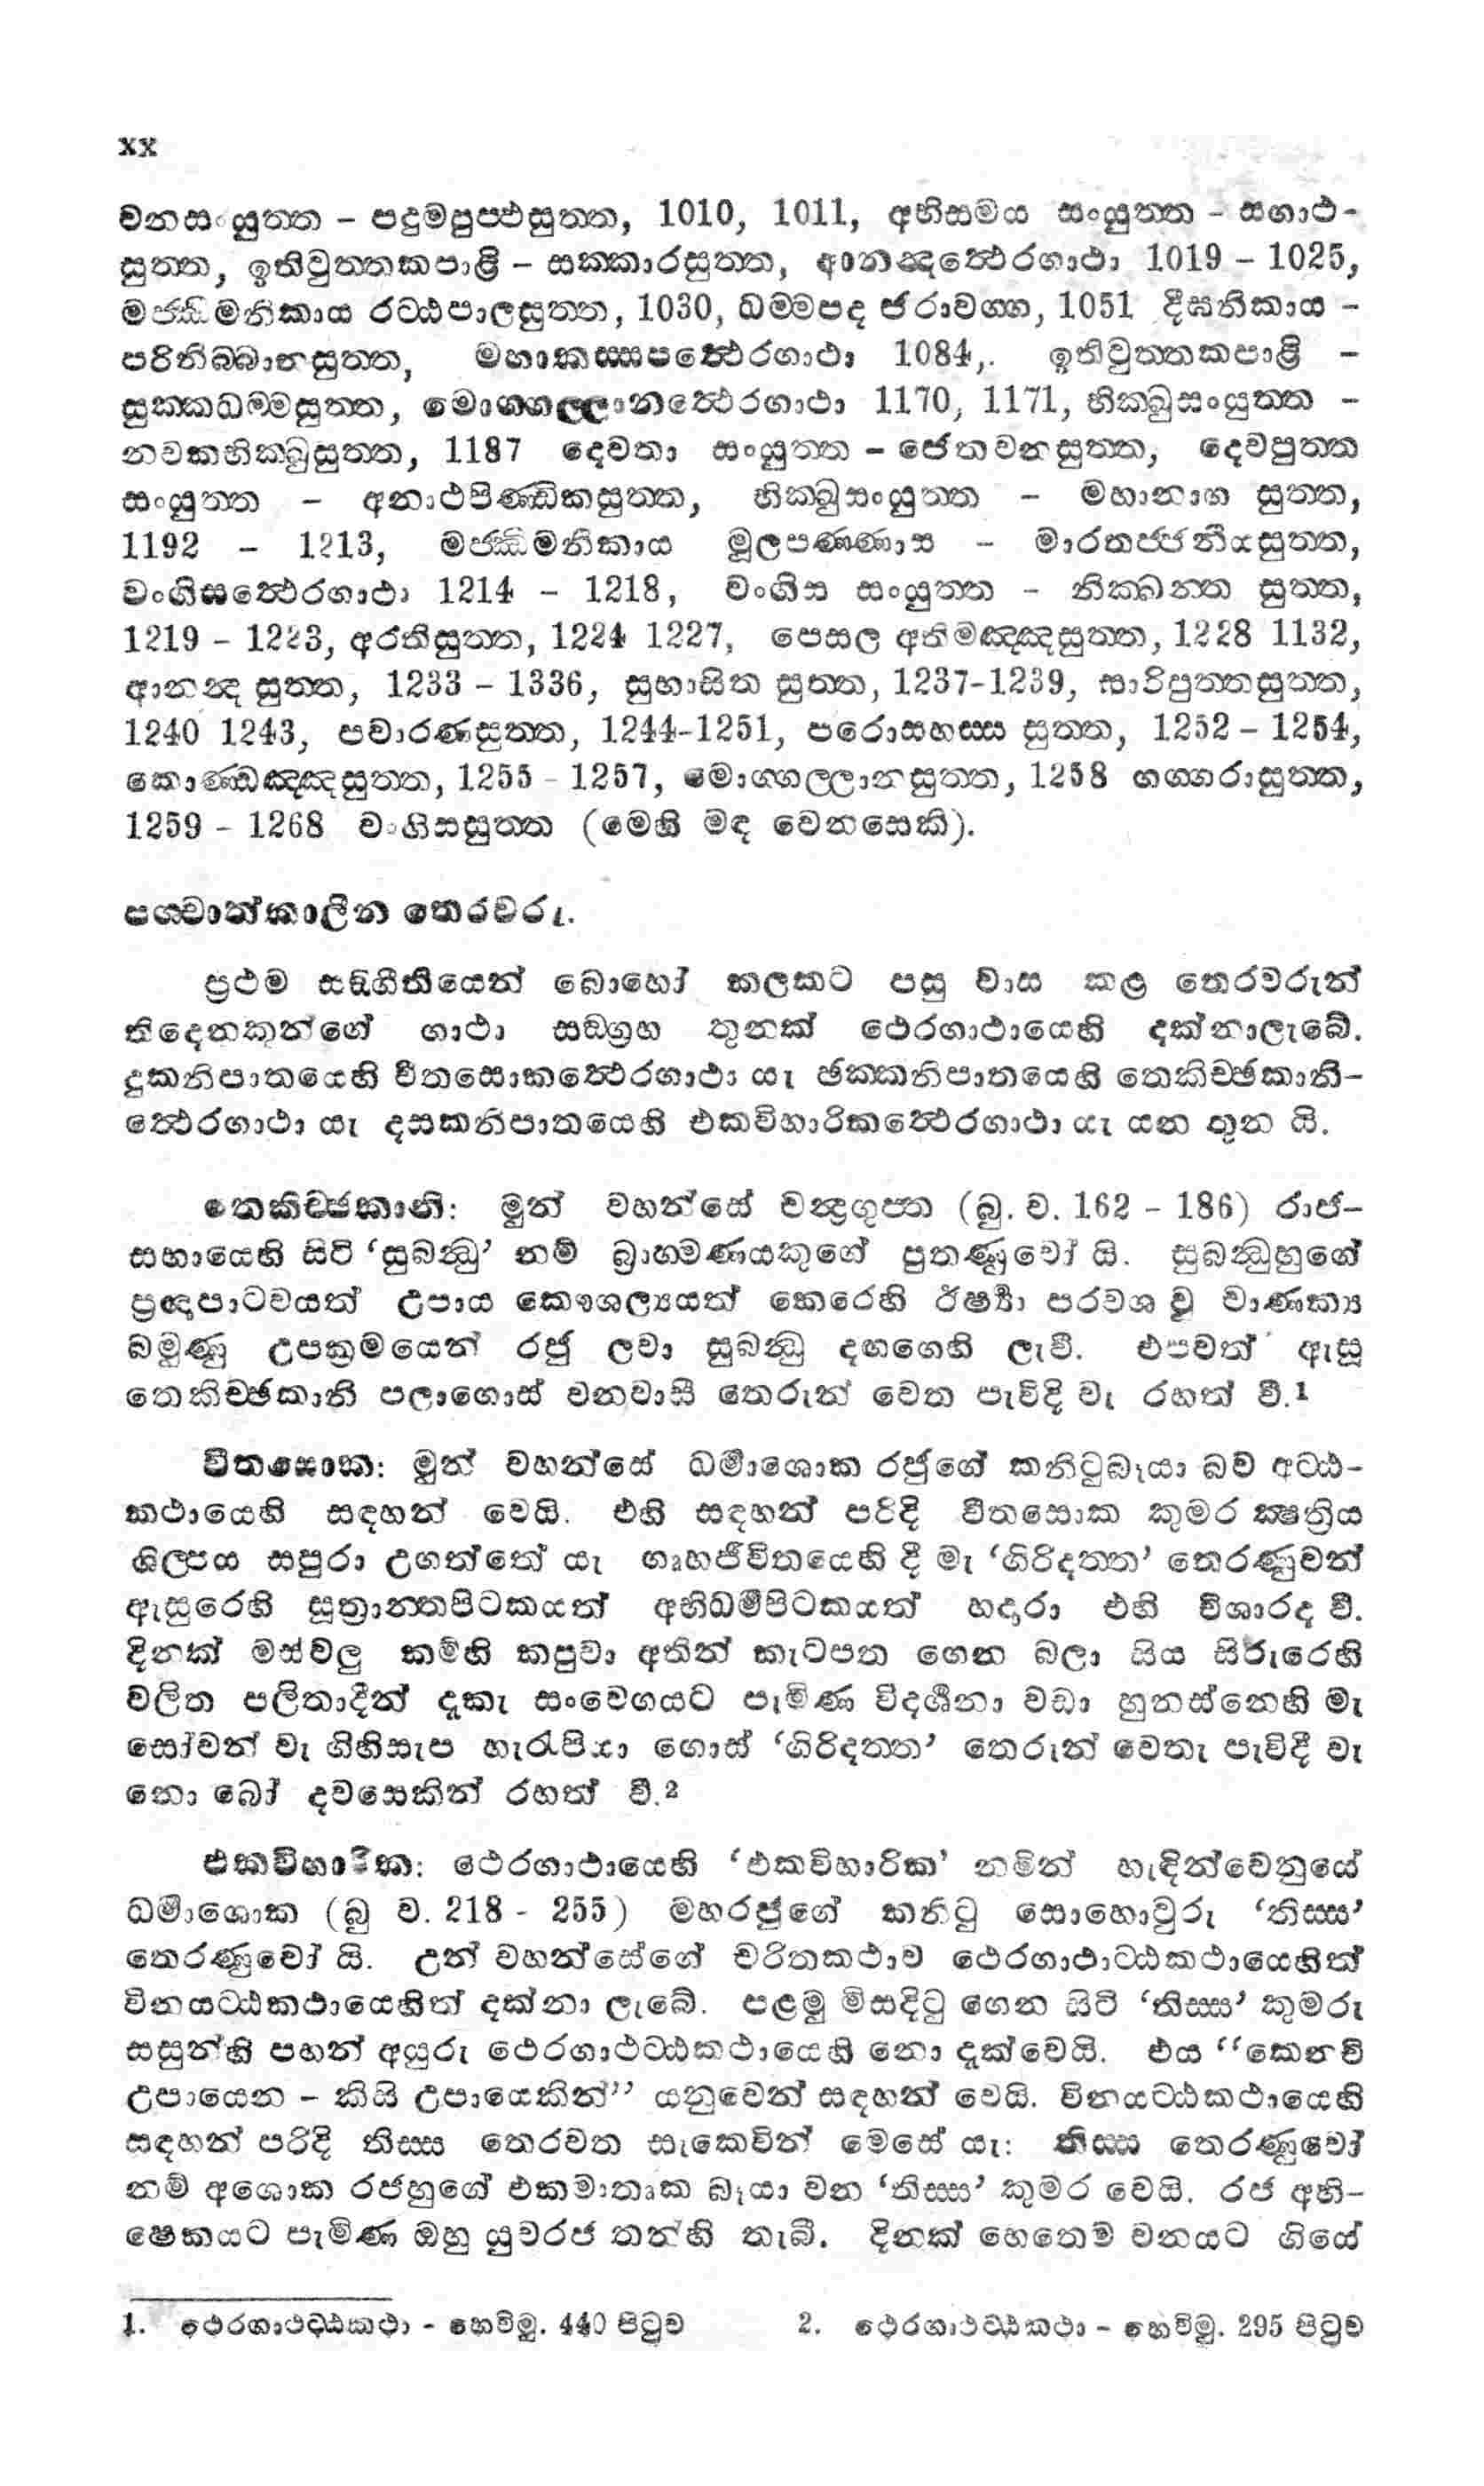 xx
වනසංයුත්ත – පදුමපුප්ඵසුත්ත, 1010, 1011, අභිසමය සංයුත්ත – සගාථ-
සුත්ත, ඉතිවුත්තකපාළි – සක්කාරසුත්ත, ආනන්දත්ථෙරගාථා 1019 – 1025,
මජ්ඣිමනිකාය රට්ඨපාලසුත්ත, 1030, ධම්මපද ජරාවග්ග, 1051 දීඝනිකාය –
පරිනිබ්බානසුත්ත, මහාකස්සපත්ථෙරගාථා 1084,. ඉතිවුත්තකපාළි –
සුක්කධම්මසුත්ත, මොග්ගල්ලානත්ථෙරගාථා 1170, 1171, භික්ඛුසංයුත්ත –
නවකභික්ඛුසුත්ත, 1187 දෙවතා සංයුත්ත – ජේතවනසුත්ත, දෙවපුත්ත
සංයුත්ත – අනාථපිණ්ඩිකසුත්ත, භික්ඛුසංයුත්ත – මහානාග සුත්ත,
1192 – 1213, මජ්ඣිමනිකාය මූලපණ්ණාස – මාරතජ්ජනීයසුත්ත,
වංගීසත්ථෙරගාථා 1214 – 1218, වංගීස සංයුත්ත – නික්ඛන්ත සුත්ත,
1219 – 1223, අරතිසුත්ත, 1224 1227, පෙසල අතිමඤ්ඤසුත්ත, 1228 1132,
ආනන්ද සුත්ත, 1233 – 1336, සුභාසිත සුත්ත, 1237-1239, සාරිපුත්තසුත්ත,
1240 1243, පවාරණසුත්ත, 1244-1251, පරොසහස්ස සුත්ත, 1252 – 1254,
කොණ්ඩඤ්ඤසුත්ත, 1255 – 1257, මොග්ගල්ලානසුත්ත, 1258 ගග්ගරාසුත්ත,
1259 – 1268 වංගීසසුත්ත (මෙහි මඳ වෙනසෙකි).
පශ්චාත්කාලීන තෙරවරු.
ප්‍රථම සඞ්ගීතියෙන් බොහෝ කලකට පසු වාස කළ තෙරවරුන්
තිදෙනකුන්ගේ ගාථා සඞග්‍රහ තුනක් ථෙරගාථායෙහි දක්නාලැබේ.
දුකනිපාතයෙහි වීතසොකත්ථෙරගාථා යැ ඡක්කනිපාතයෙහි තෙකිච්ඡකානි-
ත්ථෙරගාථා යැ දසකනිපාතයෙහි එකවිහාරිකත්ථෙරගාථා යැ යන තුන යි.
තෙකිච්ඡකානි: මුන් වහන්සේ චන්ද්‍රගුප්ත (බු. ව. 162 – 186) රාජ-
සභායෙහි සිටි ‘සුබන්ධු’ නම් බ්‍රාහ්මණයකුගේ පුතණුවෝ යි. සුබන්ධුහුගේ
ප්‍රඥාපාටවයත් උපාය කෞශල්‍යයත් කෙරෙහි ඊර්ෂ්‍යා පරවශ වූ චාණක්‍ය
බමුණු උපක්‍රමයෙන් රජු ලවා සුබන්ධු දඟගෙහි ලැවී. එපවත් ඇසූ
තෙකිච්ඡකානි පලාගොස් වනවාසී තෙරුන් වෙත පැවිදි වැ රහත් වී.1
වීතසොක: මුන් වහන්සේ ධර්මාශොක රජුගේ කනිටුබෑයා බව අට්ඨ-
කථායෙහි සඳහන් වෙයි. එහි සඳහන් පරිදි වීතසොක කුමර ක්ෂත්‍රිය
ශිල්පය සපුරා උගත්තේ යැ ගෘහජීවිතයෙහි දී මැ ‘ගිරිදත්ත’ තෙරණුවන්
ඇසුරෙහි සූත්‍රාන්තපිටකයත් අභිධර්මපිටකයත් හදාරා එහි විශාරද වී.
දිනක් මස්වලු කම්හි කපුවා අතින් කැටපත ගෙන බලා සිය සිරුරෙහි
වලිත පලිතාදීන් දැකැ සංවේගයට පැමිණ විදර්ශනා වඩා හුනස්නෙහි මැ
සෝවන් වැ ගිහිසැප හැරැපියා ගොස් ‘ගිරිදත්ත’ තෙරුන් වෙතැ පැවිදි වැ
නො බෝ දවසෙකින් රහත් වී.2
එකවිහාරික: ථෙරගාථායෙහි ‘එකවිහාරික’ නමින් හැඳින්වෙනුයේ
ධර්මාශොක (බු ව. 218 - 255) මහරජුගේ කනිටු සොහොවුරු ‘තිස්ස’
තෙරණුවෝ යි. උන් වහන්සේගේ චරිතකථාව ථෙරගාථාට්ඨකථායෙහිත්
විනයට්ඨකථායෙහිත් දක්නා ලැබේ. පළමු මිසදිටු ගෙන සිටි ‘තිස්ස’ කුමරු
සසුන්හි පහන් අයුරු ථෙරගාථට්ඨකථායෙහි නො දැක්වෙයි. එය “කෙනචි
උපායෙන – කිසි උපායෙකින්” යනුවෙන් සඳහන් වෙයි. විනයට්ඨකථායෙහි
සඳහන් පරිදි තිස්ස තෙරවත සැකෙවින් මෙසේ යැ: තිස්ස තෙරණුවෝ
නම් අශොක රජහුගේ එකමාතෘක බෑයා වන ‘තිස්ස’ කුමර වෙයි. රජ අභි-
ෂෙකයට පැමිණ ඔහු යුවරජ තන්හි තැබී. දිනක් හෙතෙම වනයට ගියේ
1. ථෙරගාථට්ඨකථා – හෙවිමු. 440 පිටුව 2. ථෙරගාථට්ඨකථා – හෙවිමු. 295 පිටුව